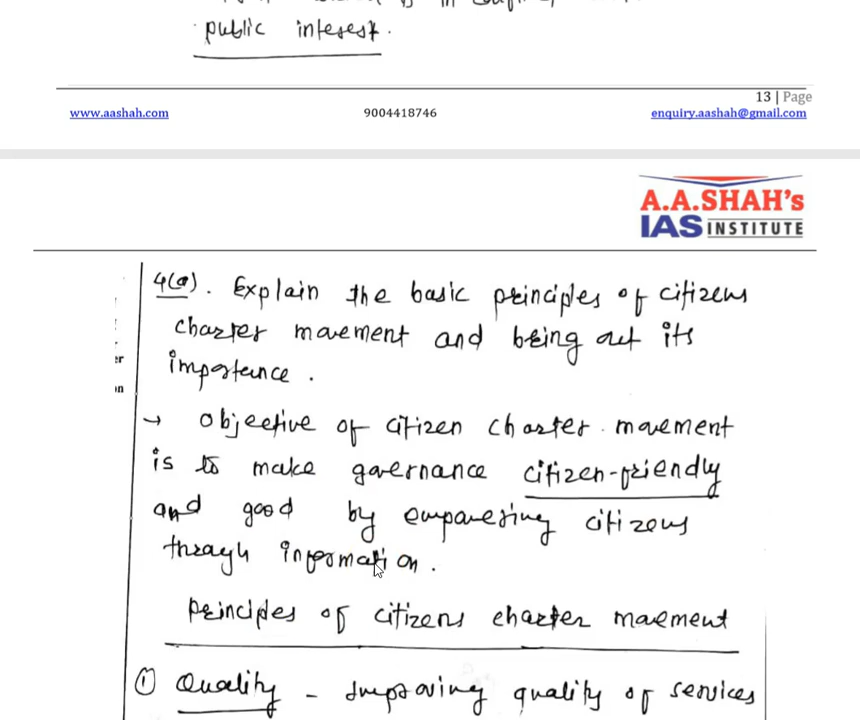 public interest.
13 | Page
www.aashah.com 9004418746 enquiry.aashah@gmail.com
A.A.SHAH's
IAS INSTITUTE
4(a). Explain the basic principles of citizens
charter movement and bring out its
importance.
er
in
→ Objective of citizen charter movement
is to make governance citizen-friendly
and good by empowering citizens
through information.
Principles of citizens charter movement
① Quality - Improving quality of services